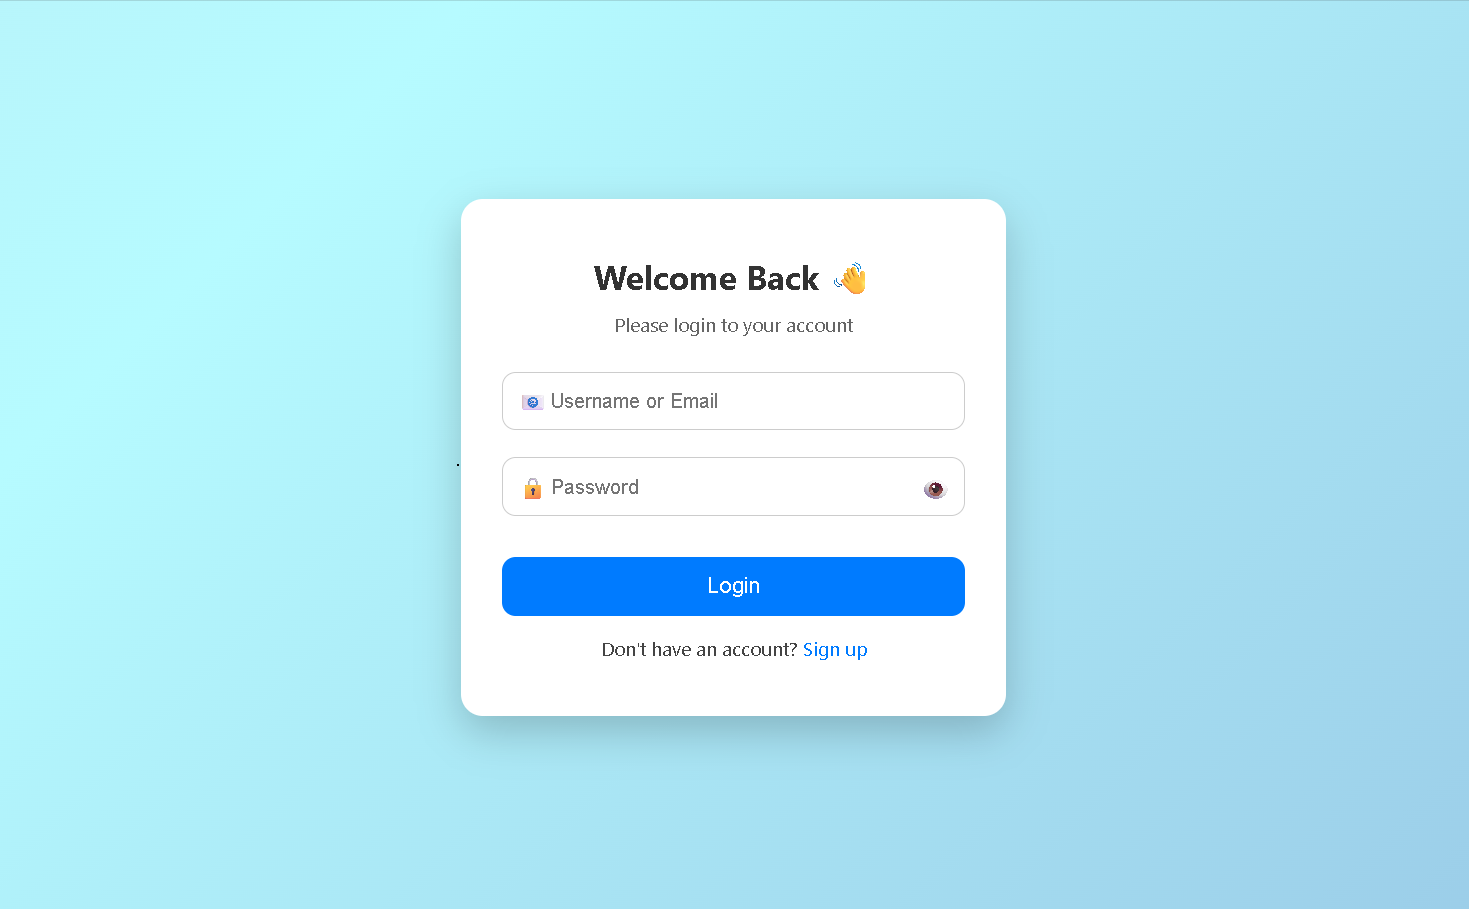 Welcome Back 👋
Please login to your account
📧 Username or Email
.
🔒 Password
Login
Don't have an account? Sign up